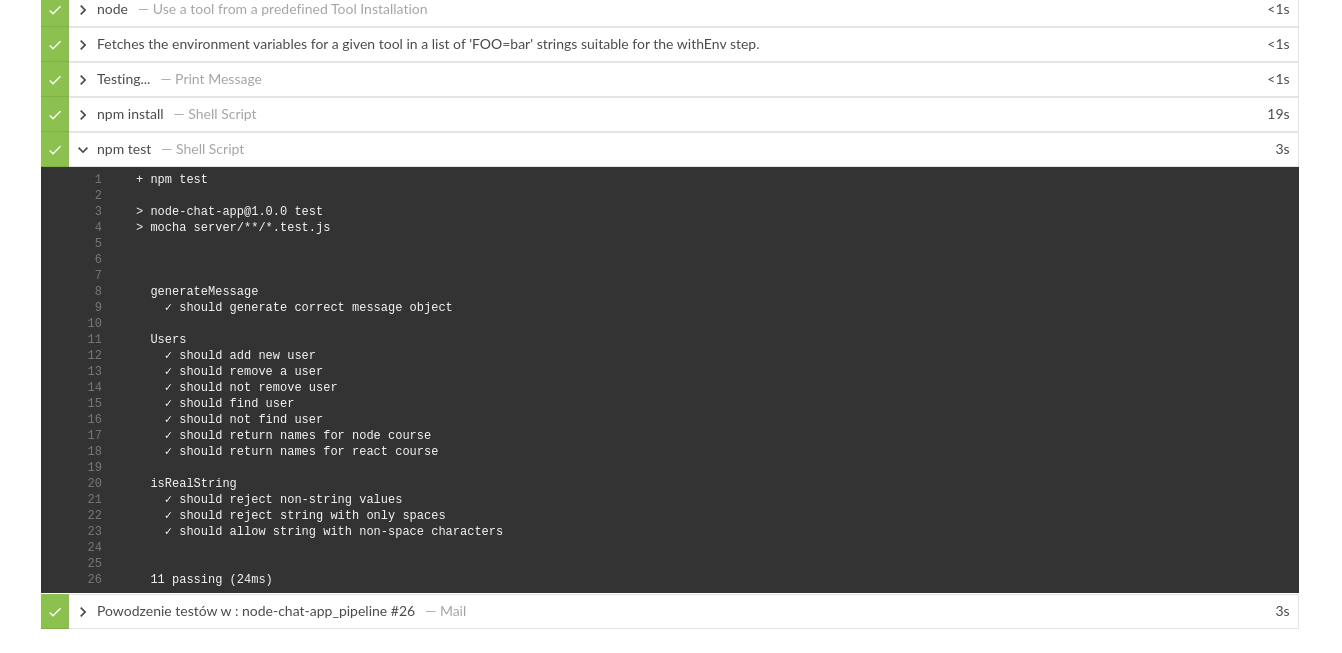 node — Use a tool from a predefined Tool Installation <1s
Fetches the environment variables for a given tool in a list of 'FOO=bar' strings suitable for the withEnv step. <1s
Testing... — Print Message <1s
npm install — Shell Script 19s
npm test — Shell Script 3s
1 + npm test
2
3 > node-chat-app@1.0.0 test
4 > mocha server/**/*.test.js
5
6
7
8 generateMessage
9 ✓ should generate correct message object
10
11 Users
12 ✓ should add new user
13 ✓ should remove a user
14 ✓ should not remove user
15 ✓ should find user
16 ✓ should not find user
17 ✓ should return names for node course
18 ✓ should return names for react course
19
20 isRealString
21 ✓ should reject non-string values
22 ✓ should reject string with only spaces
23 ✓ should allow string with non-space characters
24
25
26 11 passing (24ms)
Powodzenie testów w : node-chat-app_pipeline #26 — Mail 3s